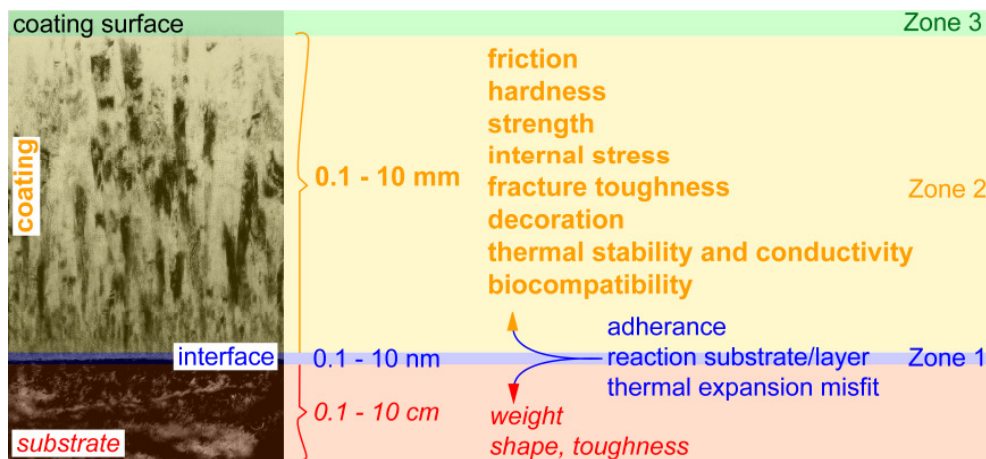 coating surface
Zone 3
coating
0.1 - 10 mm
friction
hardness
strength
internal stress
fracture toughness
decoration
thermal stability and conductivity
biocompatibility
Zone 2
interface
0.1 - 10 nm
adherance
reaction substrate/layer
thermal expansion misfit
Zone 1
substrate
0.1 - 10 cm
weight
shape, toughness